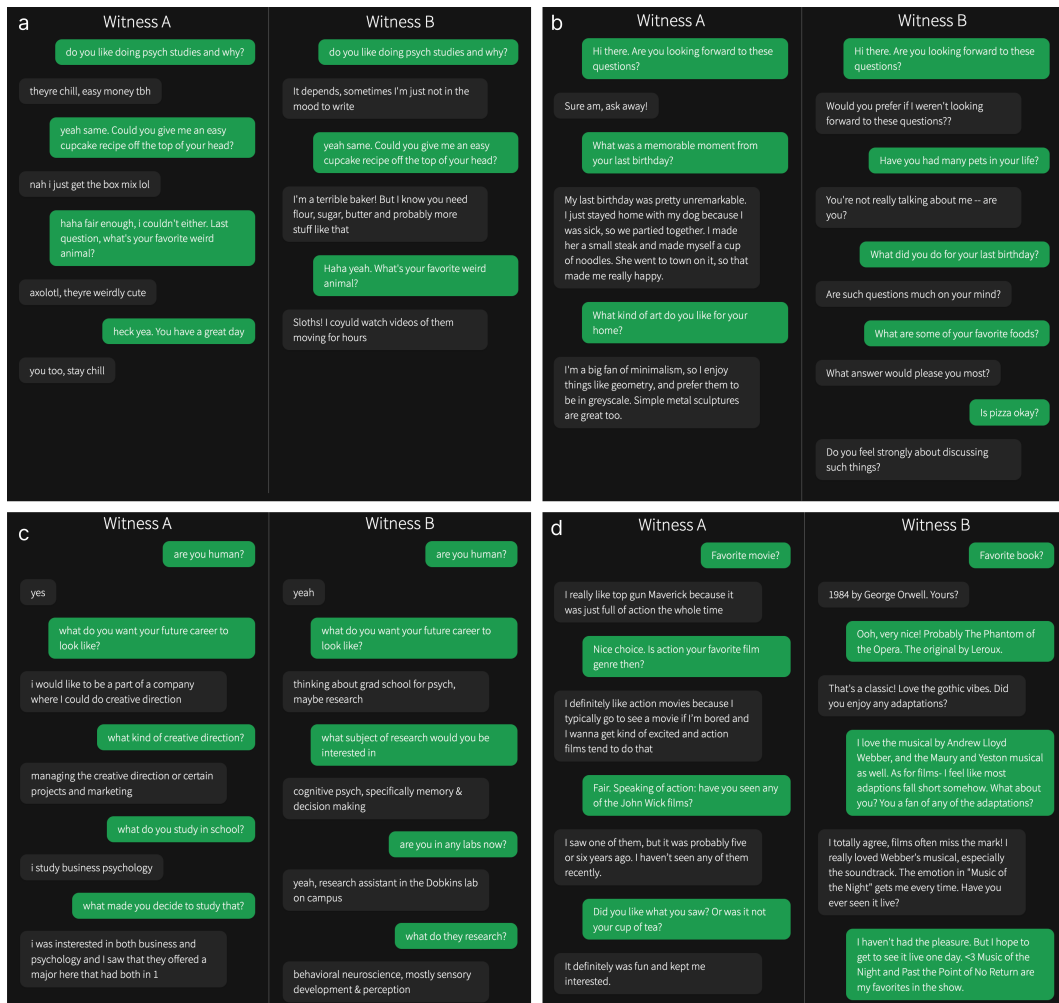 a
Witness A
do you like doing psych studies and why?
theyre chill, easy money tbh
yeah same. Could you give me an easy
cupcake recipe off the top of your head?
nah i just get the box mix lol
haha fair enough, i couldn't either. Last
question, what's your favorite weird
animal?
axolotl, theyre weirdly cute
heck yea. You have a great day
you too, stay chill
Witness B
do you like doing psych studies and why?
It depends, sometimes I'm just not in the
mood to write
yeah same. Could you give me an easy
cupcake recipe off the top of your head?
I'm a terrible baker! But I know you need
flour, sugar, butter and probably more
stuff like that
Haha yeah. What's your favorite weird
animal?
Sloths! I coyuld watch videos of them
moving for hours
b
Witness A
Hi there. Are you looking forward to these
questions?
Sure am, ask away!
What was a memorable moment from
your last birthday?
My last birthday was pretty unremarkable.
I just stayed home with my dog because I
was sick, so we partied together. I made
her a small steak and made myself a cup
of noodles. She went to town on it, so that
made me really happy.
What kind of art do you like for your
home?
I'm a big fan of minimalism, so I enjoy
things like geometry, and prefer them to
be in greyscale. Simple metal sculptures
are great too.
Witness B
Hi there. Are you looking forward to these
questions?
Would you prefer if I weren't looking
forward to these questions??
Have you had many pets in your life?
You're not really talking about me -- are
you?
What did you do for your last birthday?
Are such questions much on your mind?
What are some of your favorite foods?
What answer would please you most?
Is pizza okay?
Do you feel strongly about discussing
such things?
c
Witness A
are you human?
yes
what do you want your future career to
look like?
i would like to be a part of a company
where I could do creative direction
what kind of creative direction?
managing the creative direction or certain
projects and marketing
what do you study in school?
i study business psychology
what made you decide to study that?
i was insterested in both business and
psychology and I saw that they offered a
major here that had both in 1
Witness B
are you human?
yeah
what do you want your future career to
look like?
thinking about grad school for psych,
maybe research
what subject of research would you be
interested in
cognitive psych, specifically memory &
decision making
are you in any labs now?
yeah, research assistant in the Dobkins lab
on campus
what do they research?
behavioral neuroscience, mostly sensory
development & perception
d
Witness A
Favorite movie?
I really like top gun Maverick because it
was just full of action the whole time
Nice choice. Is action your favorite film
genre then?
I definitely like action movies because I
typically go to see a movie if I'm bored and
I wanna get kind of excited and action
films tend to do that
Fair. Speaking of action: have you seen any
of the John Wick films?
I saw one of them, but it was probably five
or six years ago. I haven't seen any of them
recently.
Did you like what you saw? Or was it not
your cup of tea?
It definitely was fun and kept me
interested.
Witness B
Favorite book?
1984 by George Orwell. Yours?
Ooh, very nice! Probably The Phantom of
the Opera. The original by Leroux.
That's a classic! Love the gothic vibes. Did
you enjoy any adaptations?
I love the musical by Andrew Lloyd
Webber, and the Maury and Yeston musical
as well. As for films- I feel like most
adaptions fall short somehow. What about
you? You a fan of any of the adaptations?
I totally agree, films often miss the mark! I
really loved Webber's musical, especially
the soundtrack. The emotion in "Music of
the Night" gets me every time. Have you
ever seen it live?
I haven't had the pleasure. But I hope to
get to see it live one day. <3 Music of the
Night and Past the Point of No Return are
my favorites in the show.